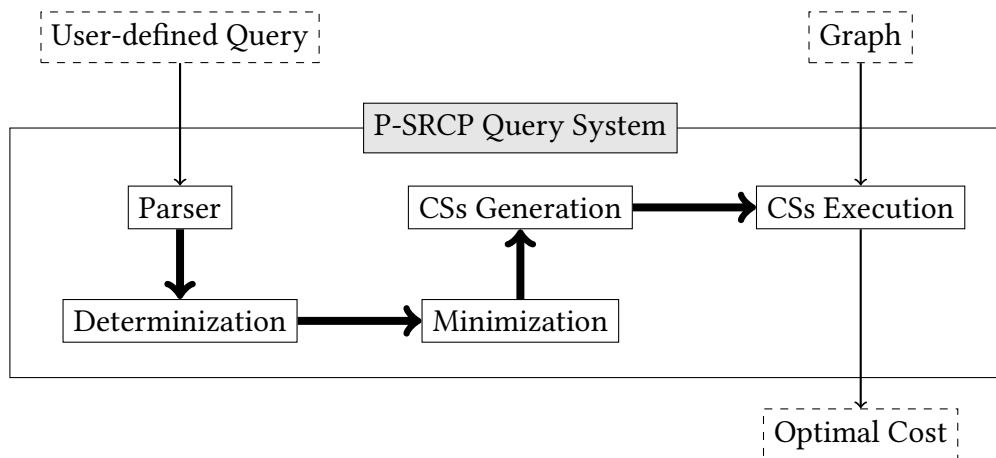 User-defined Query
Graph
P-SRCP Query System
Parser
CSs Generation
CSs Execution
Determinization
Minimization
Optimal Cost